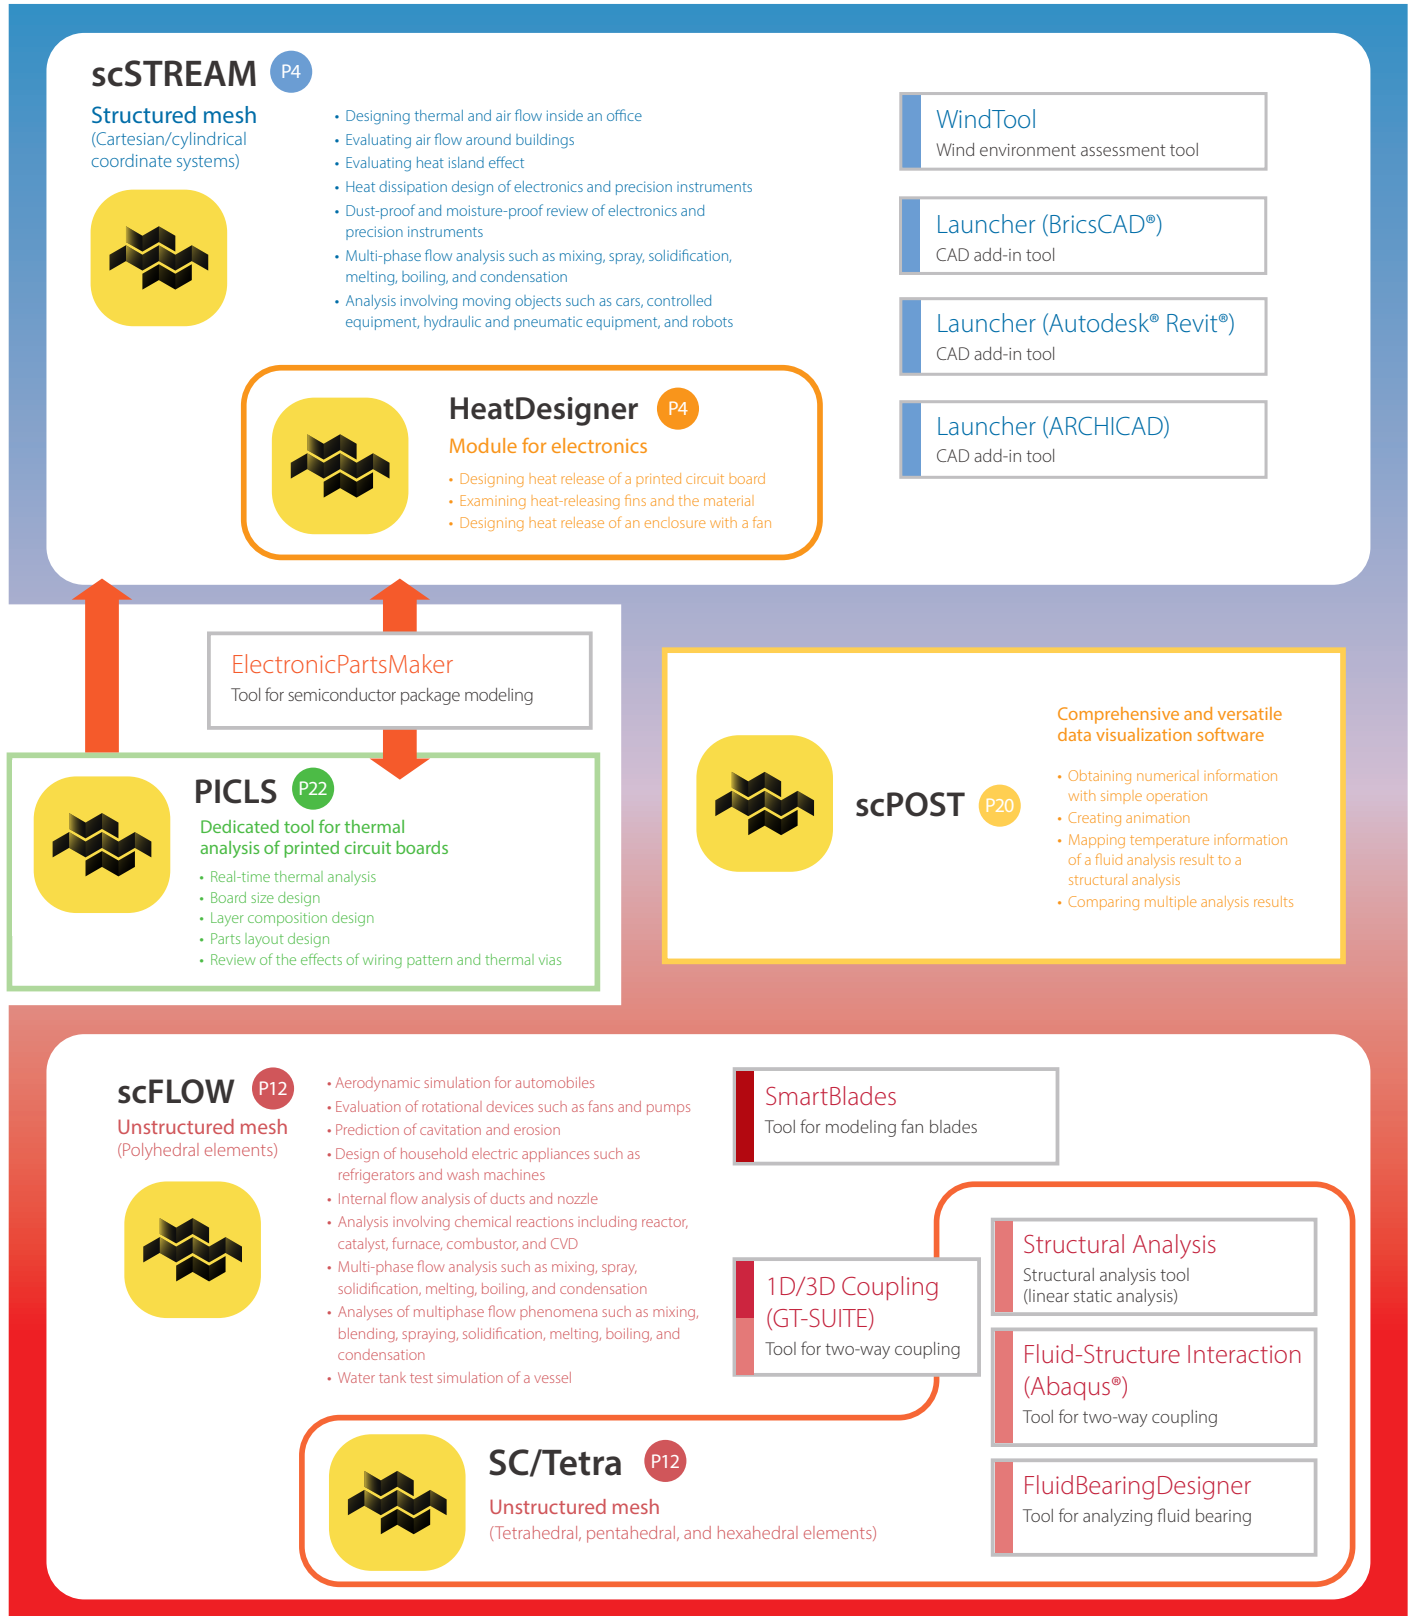 scSTREAM P4
Structured mesh
(Cartesian/cylindrical
coordinate systems)
• Designing thermal and air flow inside an office
• Evaluating air flow around buildings
• Evaluating heat island effect
• Heat dissipation design of electronics and precision instruments
• Dust-proof and moisture-proof review of electronics and
precision instruments
• Multi-phase flow analysis such as mixing, spray, solidification,
melting, boiling, and condensation
• Analysis involving moving objects such as cars, controlled
equipment, hydraulic and pneumatic equipment, and robots
WindTool
Wind environment assessment tool
Launcher (BricsCAD®)
CAD add-in tool
Launcher (Autodesk® Revit®)
CAD add-in tool
Launcher (ARCHICAD)
CAD add-in tool
HeatDesigner P4
Module for electronics
• Designing heat release of a printed circuit board
• Examining heat-releasing fins and the material
• Designing heat release of an enclosure with a fan
ElectronicPartsMaker
Tool for semiconductor package modeling
PICLS P22
Dedicated tool for thermal
analysis of printed circuit boards
• Real-time thermal analysis
• Board size design
• Layer composition design
• Parts layout design
• Review of the effects of wiring pattern and thermal vias
scPOST P20
Comprehensive and versatile
data visualization software
• Obtaining numerical information
with simple operation
• Creating animation
• Mapping temperature information
of a fluid analysis result to a
structural analysis
• Comparing multiple analysis results
scFLOW P12
Unstructured mesh
(Polyhedral elements)
• Aerodynamic simulation for automobiles
• Evaluation of rotational devices such as fans and pumps
• Prediction of cavitation and erosion
• Design of household electric appliances such as
refrigerators and wash machines
• Internal flow analysis of ducts and nozzle
• Analysis involving chemical reactions including reactor,
catalyst, furnace, combustor, and CVD
• Multi-phase flow analysis such as mixing, spray,
solidification, melting, boiling, and condensation
• Analyses of multiphase flow phenomena such as mixing,
blending, spraying, solidification, melting, boiling, and
condensation
• Water tank test simulation of a vessel
SmartBlades
Tool for modeling fan blades
1D/3D Coupling
(GT-SUITE)
Tool for two-way coupling
Structural Analysis
Structural analysis tool
(linear static analysis)
Fluid-Structure Interaction
(Abaqus®)
Tool for two-way coupling
FluidBearingDesigner
Tool for analyzing fluid bearing
SC/Tetra P12
Unstructured mesh
(Tetrahedral, pentahedral, and hexahedral elements)